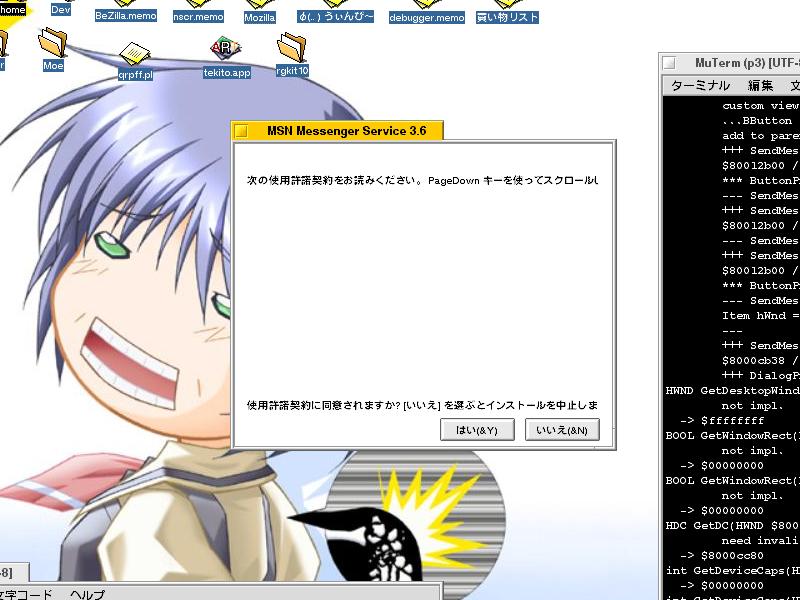 home
Dev
BeZilla.memo
nscr.memo
Mozilla
debugger.memo
買い物リスト
Moe
qrpff.pl
tekito.app
rgkit10
MSN Messenger Service 3.6
次の使用許諾契約をお読みください。 PageDown キーを使ってスクロールし
使用許諾契約に同意されますか? [いいえ] を選ぶとインストールを中止しま
はい(&Y)
いいえ(&N)
MuTerm (p3) [UTF-8
ターミナル 編集 文
custom view
...BButton
add to pare
+++ SendMes
$80012b00 /
*** ButtonP
--- SendMes
+++ SendMes
$80012b00 /
--- SendMes
+++ SendMes
$80012b00 /
*** ButtonP
--- SendMes
Item hWnd =
---
+++ SendMes
$8000cb38 /
+++ DialogP
HWND GetDesktopWind
not impl.
-> $ffffffff
BOOL GetWindowRect(
not impl.
-> $00000000
BOOL GetWindowRect(
not impl.
-> $00000000
HDC GetDC(HWND $800
need invali
-> $8000cc80
int GetDeviceCaps(H
-> $00000000
-8]
文字コード ヘルプ